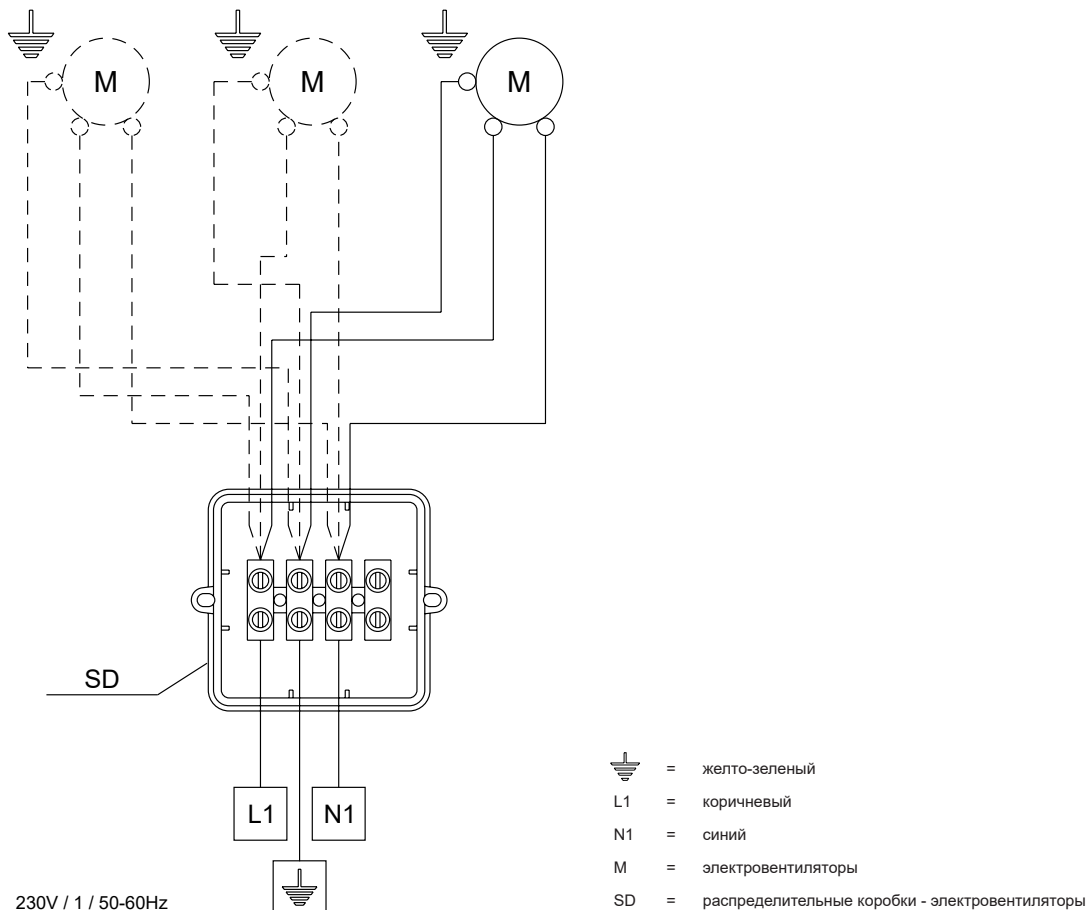 M M M
SD
L1 N1
230V / 1 / 50-60Hz
= желто-зеленый
L1 = коричневый
N1 = синий
M = электровентиляторы
SD = распределительные коробки - электровентиляторы